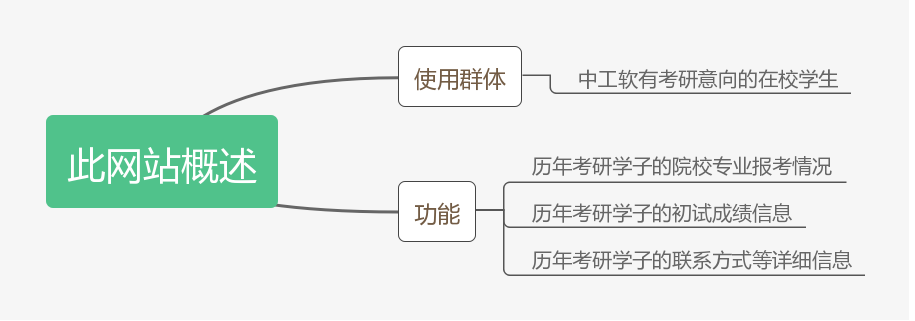 此网站概述
使用群体
中工软有考研意向的在校学生
功能
历年考研学子的院校专业报考情况
历年考研学子的初试成绩信息
历年考研学子的联系方式等详细信息